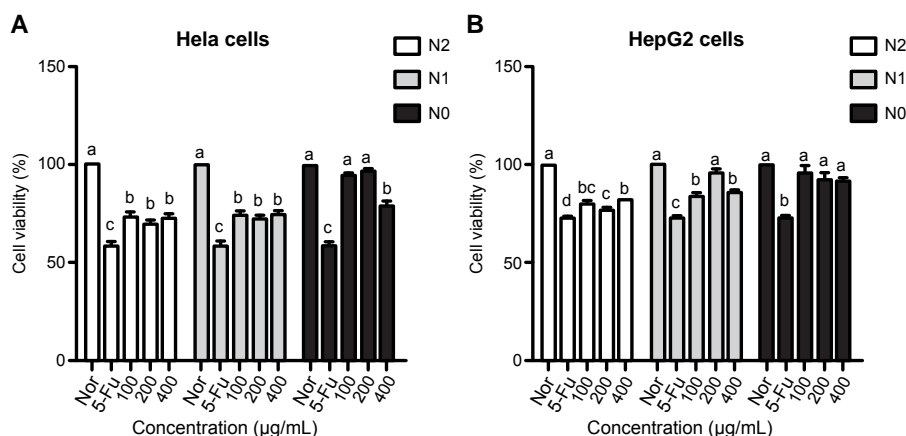 A
Hela cells
N2
N1
N0
Cell viability (%)
150
100
50
0
a c b b b
a c b b b
a c a a b
Nor 5-Fu 100 200 400
Nor 5-Fu 100 200 400
Nor 5-Fu 100 200 400
Concentration (μg/mL)
B
HepG2 cells
N2
N1
N0
Cell viability (%)
150
100
50
0
a d bc c b
a c b a b
a b a a a
Nor 5-Fu 100 200 400
Nor 5-Fu 100 200 400
Nor 5-Fu 100 200 400
Concentration (μg/mL)